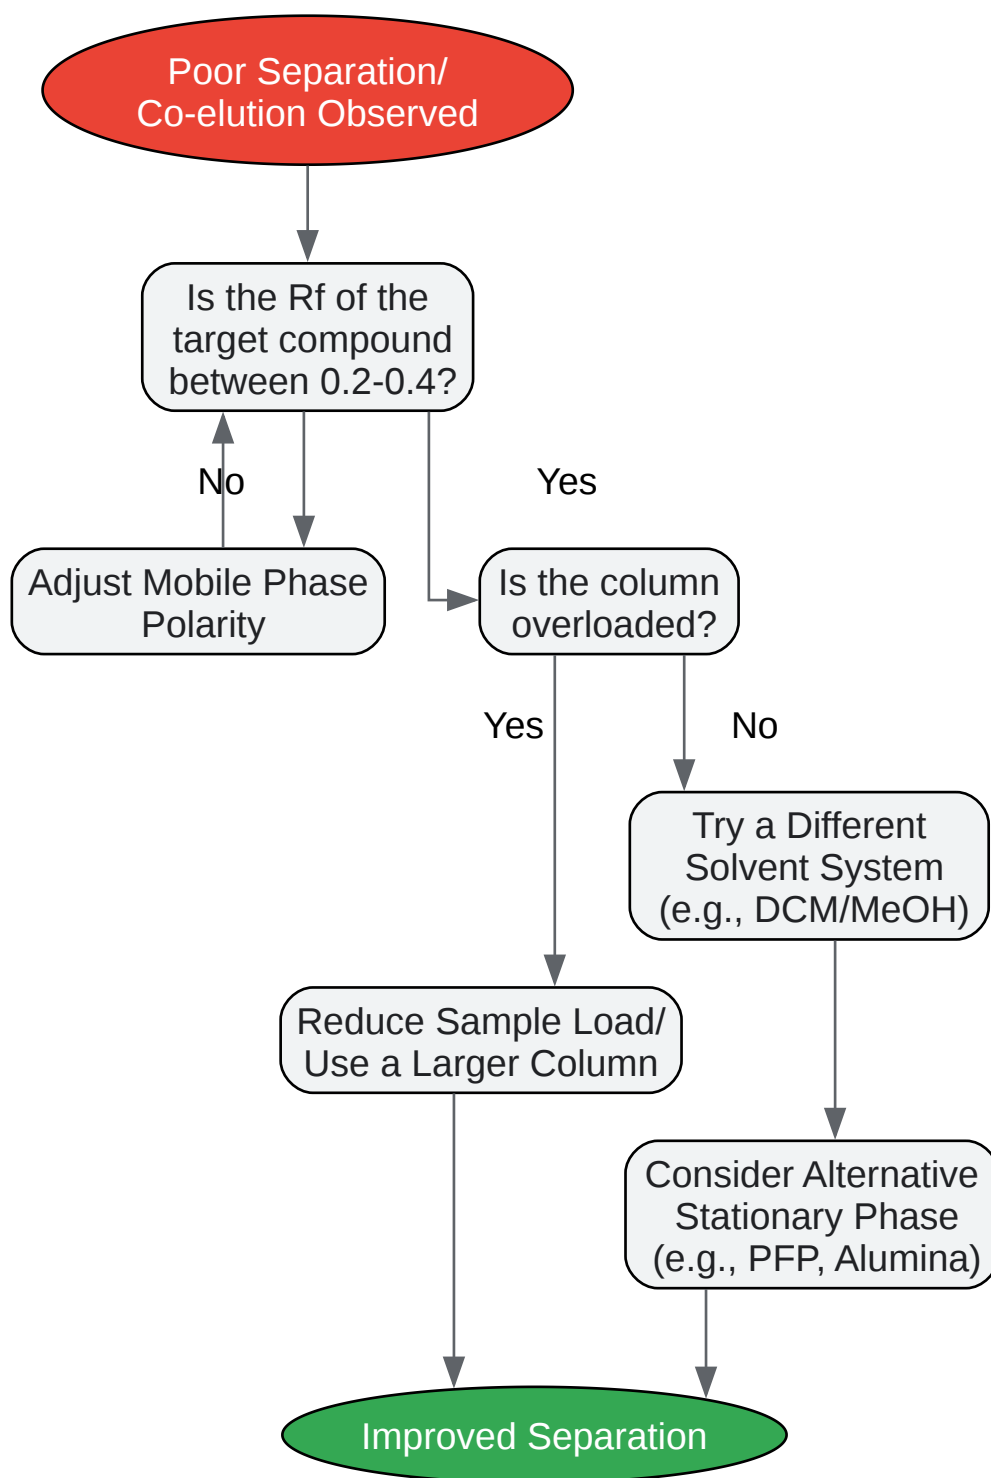 Poor Separation/
Co-elution Observed
Is the Rf of the
target compound
between 0.2-0.4?
No
Yes
Adjust Mobile Phase
Polarity
Is the column
overloaded?
Yes
No
Try a Different
Solvent System
(e.g., DCM/MeOH)
Reduce Sample Load/
Use a Larger Column
Consider Alternative
Stationary Phase
(e.g., PFP, Alumina)
Improved Separation